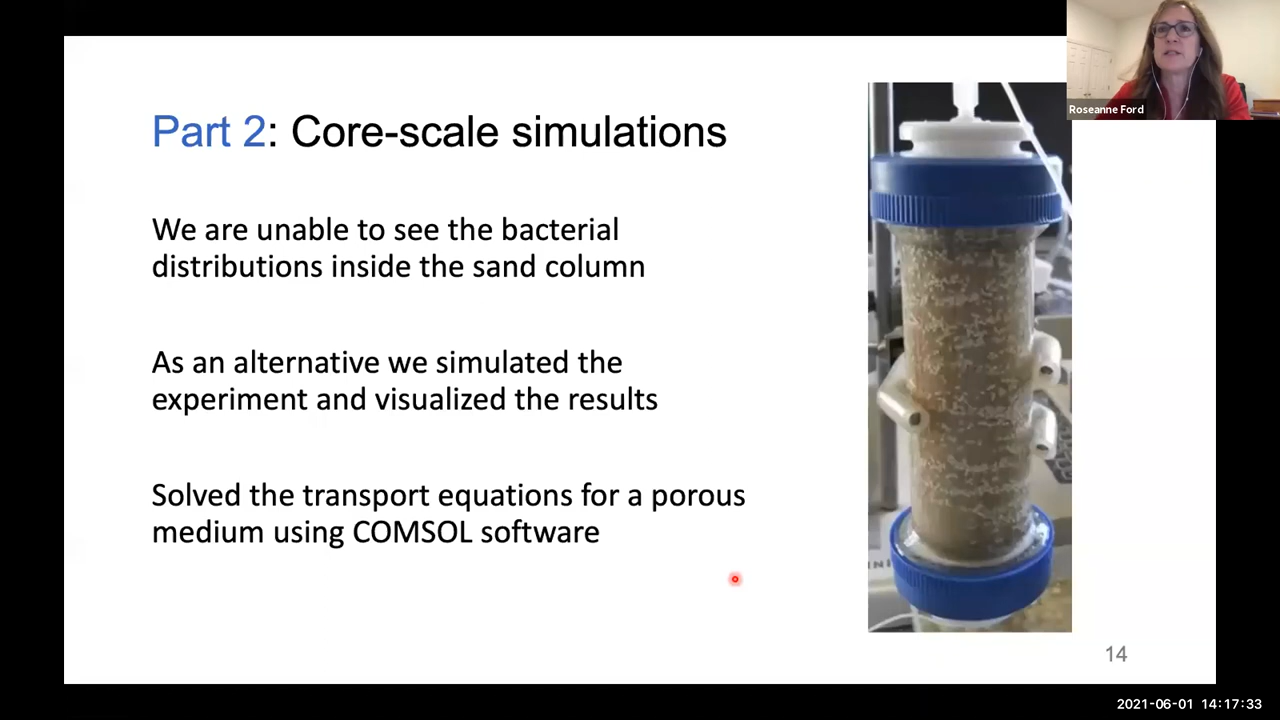 Roseanne Ford
Part 2: Core-scale simulations
We are unable to see the bacterial
distributions inside the sand column
As an alternative we simulated the
experiment and visualized the results
Solved the transport equations for a porous
medium using COMSOL software
14
2021-06-01 14:17:33